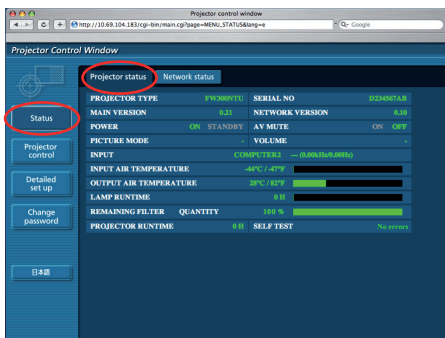 Projector control window
http://10.69.104.183/cgi-bin/main.cgi?page=MENU_STATUS&lang=e
Q- Google
Projector Control Window
Projector status Network status
Status
Projector control
Detailed set up
Change password
日本語
PROJECTOR TYPE FW300NTU SERIAL NO D234567AB
MAIN VERSION 0.21 NETWORK VERSION 0.10
POWER ON STANDBY AV MUTE ON OFF
PICTURE MODE - VOLUME -
INPUT COMPUTER2 --- (0.00kHz/0.00Hz)
INPUT AIR TEMPERATURE -44°C / -47°F
OUTPUT AIR TEMPERATURE 28°C / 82°F
LAMP RUNTIME 0 H
REMAINING FILTER QUANTITY 100 %
PROJECTOR RUNTIME 0 H SELF TEST No errors